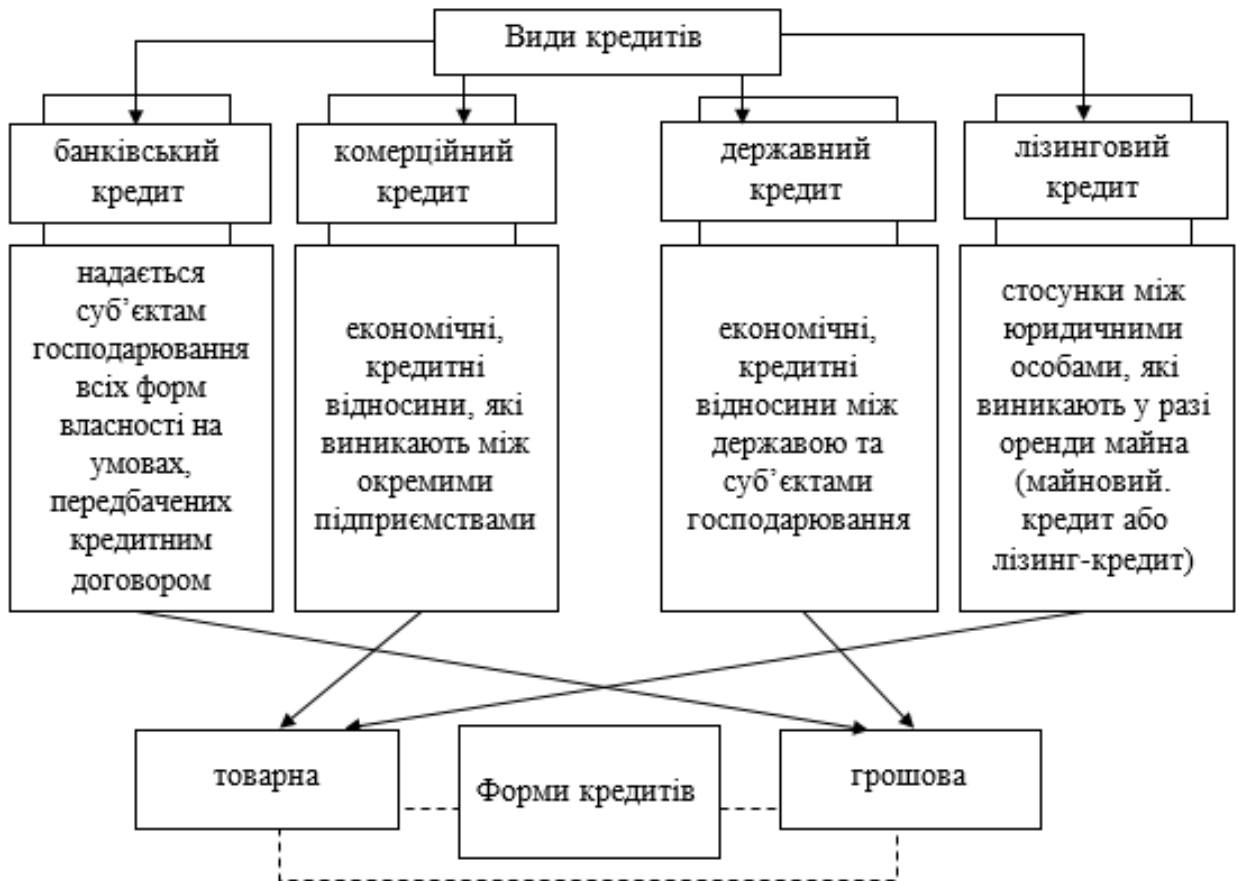 Види кредитів
банківський
кредит
комерційний
кредит
державний
кредит
лізинговий
кредит
надається
суб’єктам
господарювання
всіх форм
власності на
умовах,
передбачених
кредитним
договором
економічні,
кредитні
відносини, які
виникають між
окремими
підприємствами
економічні,
кредитні
відносини між
державою та
суб’єктами
господарювання
стосунки між
юридичними
особами, які
виникають у разі
оренди майна
(майновий.
кредит або
лізинг-кредит)
товарна
Форми кредитів
грошова